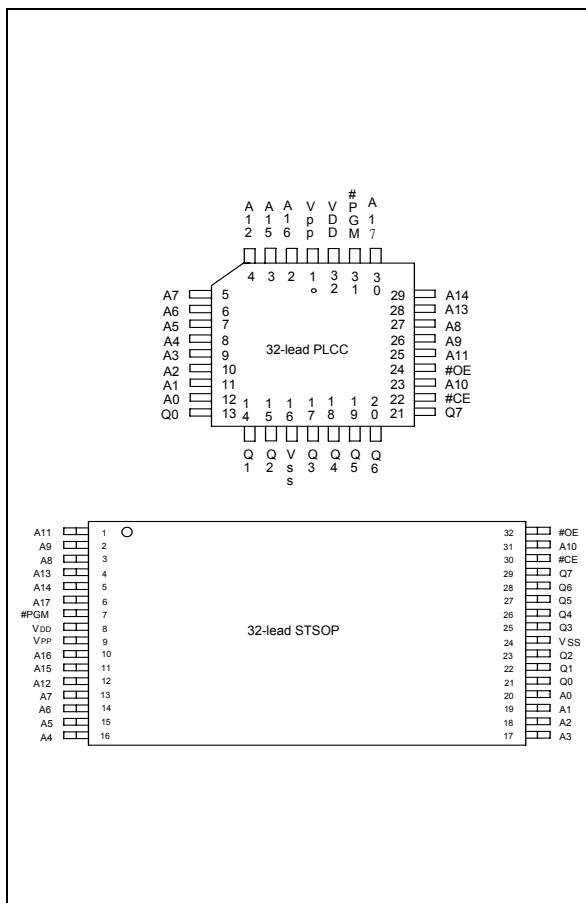 A12 A15 A16 Vpp VDD #PGM A17
4 3 2 1 32 31 30
A7 5 29 A14
A6 6 28 A13
A5 7 27 A8
A4 8 26 A9
A3 9 32-lead PLCC 25 A11
A2 10 24 #OE
A1 11 23 A10
A0 12 22 #CE
Q0 13 21 Q7
14 15 16 17 18 19 20
Q1 Q2 Vss Q3 Q4 Q5 Q6
A11 1 32 #OE
A9 2 31 A10
A8 3 30 #CE
A13 4 29 Q7
A14 5 28 Q6
A17 6 27 Q5
#PGM 7 26 Q4
VDD 8 32-lead STSOP 25 Q3
VPP 9 24 VSS
A16 10 23 Q2
A15 11 22 Q1
A12 12 21 Q0
A7 13 20 A0
A6 14 19 A1
A5 15 18 A2
A4 16 17 A3